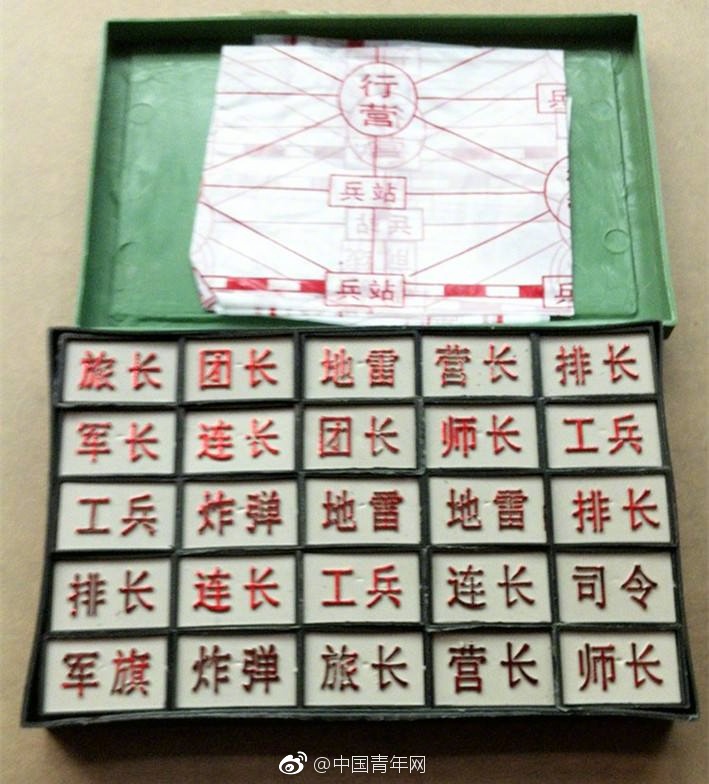 行
营
兵
兵站
兵站
兵
旅长 团长 地雷 营长 排长
军长 连长 团长 师长 工兵
工兵 炸弹 地雷 地雷 排长
排长 连长 工兵 连长 司令
军旗 炸弹 旅长 营长 师长
@中国青年网